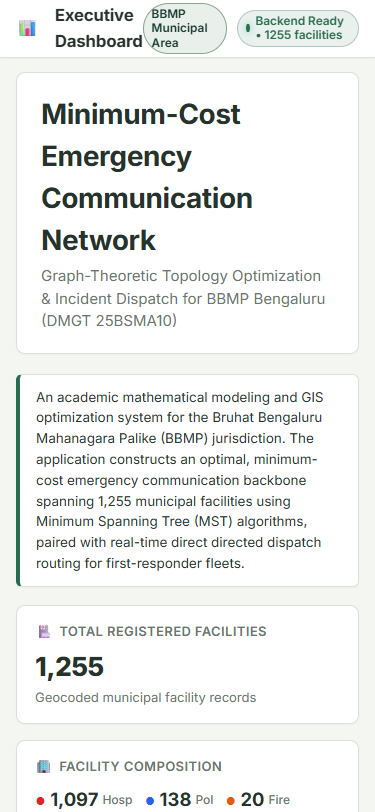 Executive
Dashboard
BBMP
Municipal
Area
Backend Ready
• 1255 facilities
Minimum-Cost
Emergency
Communication
Network
Graph-Theoretic Topology Optimization
& Incident Dispatch for BBMP Bengaluru
(DMGT 25BSMA10)
An academic mathematical modeling and GIS
optimization system for the Bruhat Bengaluru
Mahanagara Palike (BBMP) jurisdiction. The
application constructs an optimal, minimum-
cost emergency communication backbone
spanning 1,255 municipal facilities using
Minimum Spanning Tree (MST) algorithms,
paired with real-time direct directed dispatch
routing for first-responder fleets.
TOTAL REGISTERED FACILITIES
1,255
Geocoded municipal facility records
FACILITY COMPOSITION
1,097 Hosp 138 Pol 20 Fire